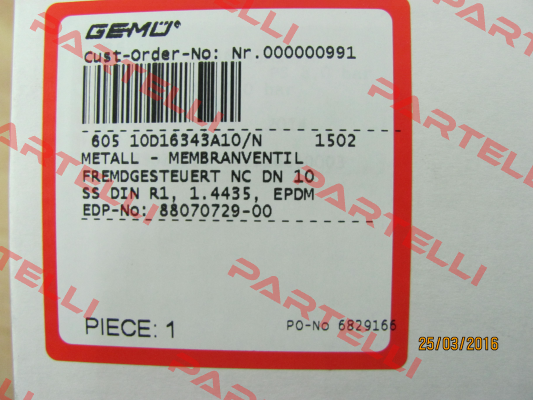 GEMÜ
Cust-Order-No: Nr.000000991
605 10D16343A10/N 1502
METALL - MEMBRANVENTIL
FREMDGESTEUERT NC DN 10
SS DIN R1, 1.4435, EPDM
EDP-No: 88070729-00
PIECE: 1
PO-No 6829166
25/03/2016
PARTELLI
PARTELLI
PARTELLI
PARTELLI
PARTELLI